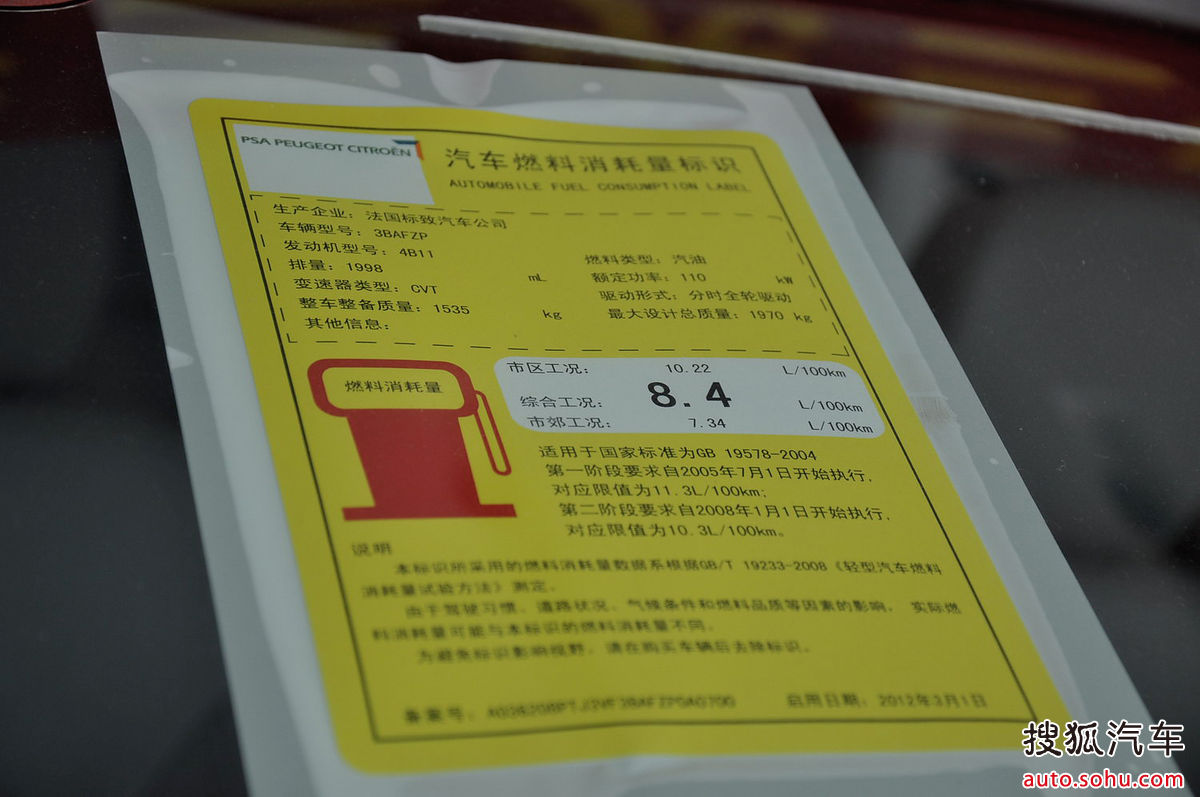 PSA PEUGEOT CITROËN
汽车燃料消耗量标识
AUTOMOBILE FUEL CONSUMPTION LABEL
生产企业: 法国标致汽车公司
车辆型号: 3BAFZP
发动机型号: 4B11
燃料类型: 汽油
排量: 1998 mL
额定功率: 110 kW
变速器类型: CVT
驱动形式: 分时全轮驱动
整车整备质量: 1535 kg
最大设计总质量: 1970 kg
其他信息:
燃料消耗量
市区工况: 10.22 L/100km
综合工况: 8.4 L/100km
市郊工况: 7.34 L/100km
适用于国家标准为GB 19578-2004
第一阶段要求自2005年7月1日开始执行,
对应限值为11.3L/100km;
第二阶段要求自2008年1月1日开始执行,
对应限值为10.3L/100km。
说明
本标识所采用的燃料消耗量数据系根据GB/T 19233-2008《轻型汽车燃料
消耗量试验方法》测定。
由于驾驶习惯、道路状况、气候条件和燃料品质等因素的影响, 实际燃
料消耗量可能与本标识的燃料消耗量不同。
为避免标识影响视野, 请在购买车辆后去除标识。
备案号:
启用日期: 2012年3月1日
搜狐汽车
auto.sohu.com